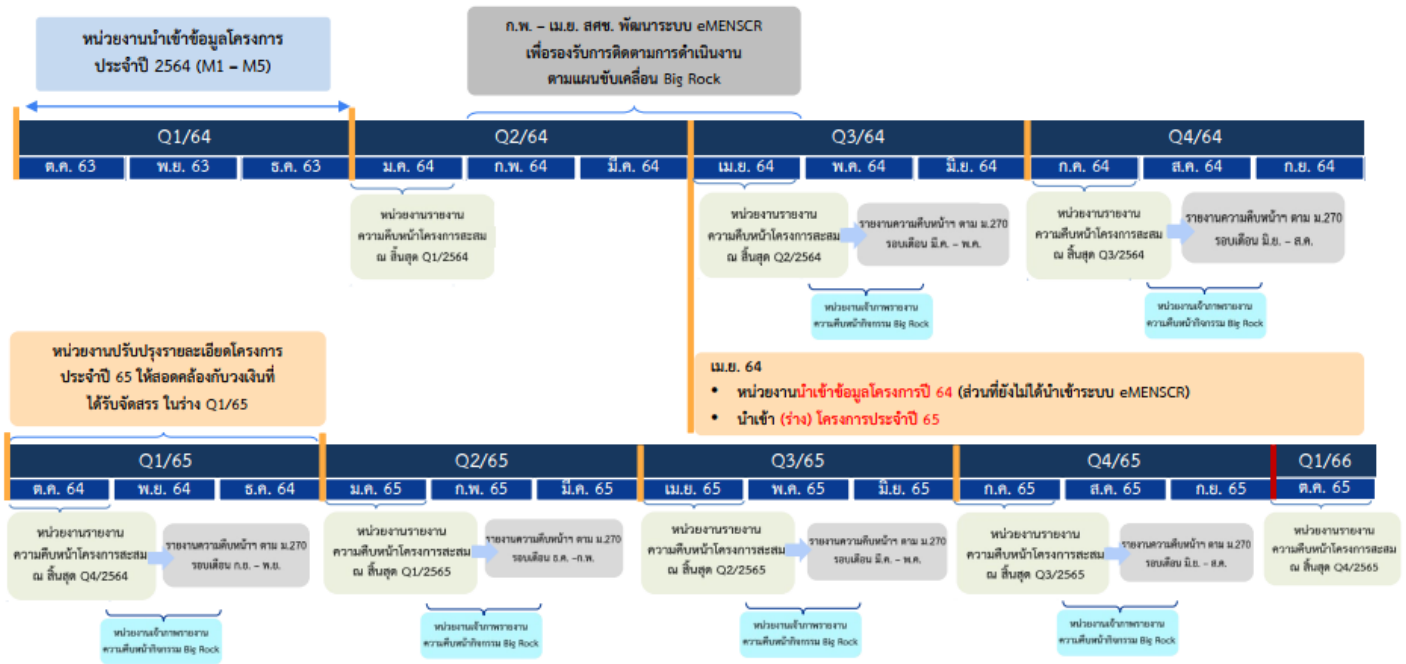 หน่วยงานนำเข้าข้อมูลโครงการ
ประจำปี 2564 (M1 – M5)
ก.พ. – เม.ย. สศช. พัฒนาระบบ eMENSCR
เพื่อรองรับการติดตามการดำเนินงาน
ตามแผนขับเคลื่อน Big Rock
Q1/64
Q2/64
Q3/64
Q4/64
ต.ค. 63
พ.ย. 63
ธ.ค. 63
ม.ค. 64
ก.พ. 64
มี.ค. 64
เม.ย. 64
พ.ค. 64
มิ.ย. 64
ก.ค. 64
ส.ค. 64
ก.ย. 64
หน่วยงานรายงาน
ความคืบหน้าโครงการสะสม
ณ สิ้นสุด Q1/2564
หน่วยงานรายงาน
ความคืบหน้าโครงการสะสม
ณ สิ้นสุด Q2/2564
รายงานความคืบหน้าฯ ตาม ม.270
รอบเดือน มี.ค. – พ.ค.
หน่วยงานรายงาน
ความคืบหน้าโครงการสะสม
ณ สิ้นสุด Q3/2564
รายงานความคืบหน้าฯ ตาม ม.270
รอบเดือน มิ.ย. – ส.ค.
หน่วยงานเจ้าภาพรายงาน
ความคืบหน้ากิจกรรม Big Rock
หน่วยงานเจ้าภาพรายงาน
ความคืบหน้ากิจกรรม Big Rock
หน่วยงานปรับปรุงรายละเอียดโครงการ
ประจำปี 65 ให้สอดคล้องกับวงเงินที่
ได้รับจัดสรร ในร่าง Q1/65
เม.ย. 64
• หน่วยงานนำเข้าข้อมูลโครงการปี 64 (ส่วนที่ยังไม่ได้นำเข้าระบบ eMENSCR)
• นำเข้า (ร่าง) โครงการประจำปี 65
Q1/65
Q2/65
Q3/65
Q4/65
Q1/66
ต.ค. 64
พ.ย. 64
ธ.ค. 64
ม.ค. 65
ก.พ. 65
มี.ค. 65
เม.ย. 65
พ.ค. 65
มิ.ย. 65
ก.ค. 65
ส.ค. 65
ก.ย. 65
ต.ค. 65
หน่วยงานรายงาน
ความคืบหน้าโครงการสะสม
ณ สิ้นสุด Q4/2564
รายงานความคืบหน้าฯ ตาม ม.270
รอบเดือน ก.ย. – พ.ย.
หน่วยงานรายงาน
ความคืบหน้าโครงการสะสม
ณ สิ้นสุด Q1/2565
รายงานความคืบหน้าฯ ตาม ม.270
รอบเดือน ธ.ค. –ก.พ.
หน่วยงานรายงาน
ความคืบหน้าโครงการสะสม
ณ สิ้นสุด Q2/2565
รายงานความคืบหน้าฯ ตาม ม.270
รอบเดือน มี.ค. – พ.ค.
หน่วยงานรายงาน
ความคืบหน้าโครงการสะสม
ณ สิ้นสุด Q3/2565
รายงานความคืบหน้าฯ ตาม ม.270
รอบเดือน มิ.ย. – ส.ค.
หน่วยงานรายงาน
ความคืบหน้าโครงการสะสม
ณ สิ้นสุด Q4/2565
หน่วยงานเจ้าภาพรายงาน
ความคืบหน้ากิจกรรม Big Rock
หน่วยงานเจ้าภาพรายงาน
ความคืบหน้ากิจกรรม Big Rock
หน่วยงานเจ้าภาพรายงาน
ความคืบหน้ากิจกรรม Big Rock
หน่วยงานเจ้าภาพรายงาน
ความคืบหน้ากิจกรรม Big Rock